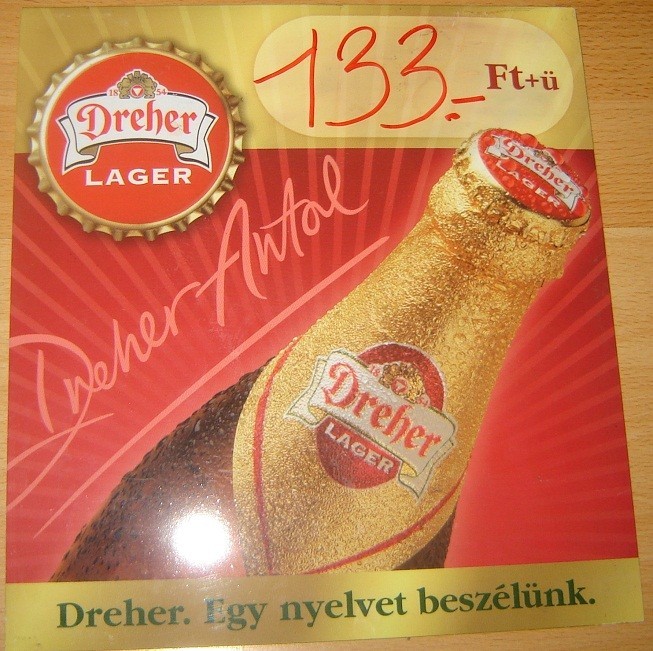 133.- Ft+ü
1854
Dreher
LAGER
Dreher
LAGER
Dreher Antal
Dreher
LAGER
Dreher. Egy nyelvet beszélünk.